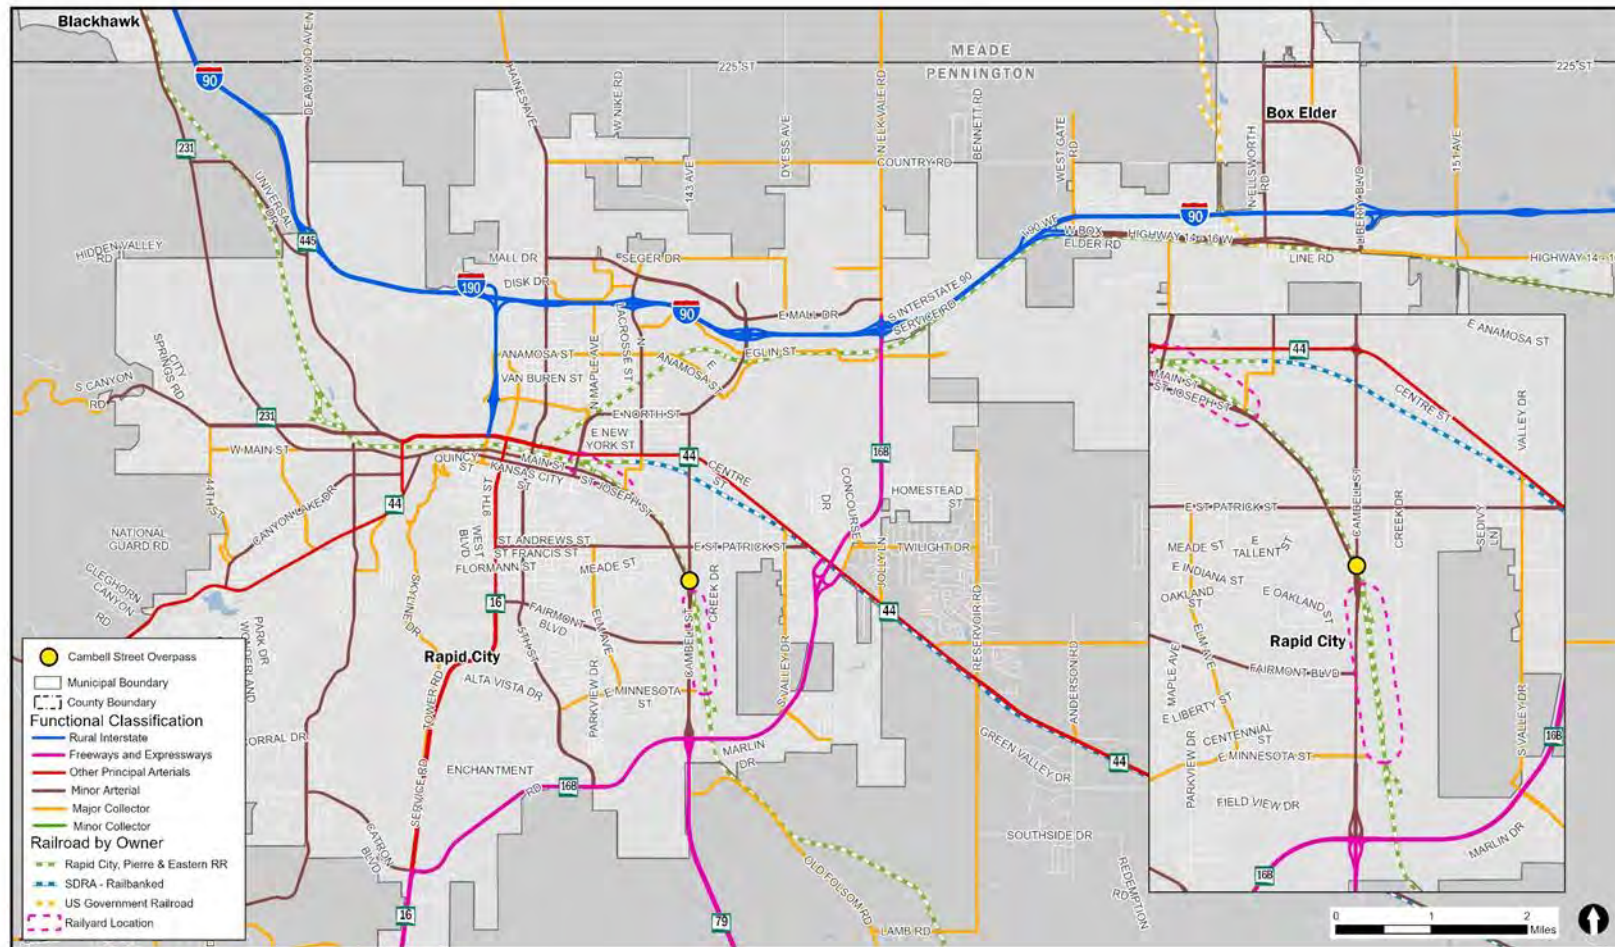 Blackhawk
90
DEADWOOD AVE N
HAINES AVE
W NIKE RD
225 ST
MEADE
PENNINGTON
N ELK VALE RD
BENNETT RD
225 ST
Box Elder
231
143 AVE
DYESS AVE
COUNTRY RD
WEST GATE
RD
N ELLSWORTH
RD
LIBERTY BLVD
151 AVE
UNIVERSAL
DR
445
HIDDEN VALLEY
RD
MALL DR
SEGER DR
190
DISK DR
90
I 90 WF
W BOX
ELDER RD
90
HIGHWAY 14 - 16 W
LINE RD
HIGHWAY 14 - 1
LACROSSE ST
N
E MALL DR
S INTERSTATE 90
SERVICE RD
CITY
SPRINGS RD
S CANYON
RD
231
ANAMOSA ST
VAN BUREN ST
N MAPLE AVE
E
ANAMOSA S
EGLIN ST
E NORTH ST
E NEW
YORK ST
W MAIN ST
QUINCY
ST
MAIN ST
KANSAS CITY
ST
ST JOSEPH ST
44
CENTRE
ST
16B
44TH ST
CANYON LAKE DR
44
8TH ST
WEST
BLVD
HOMESTEAD
ST
CONCOURSE
DR
NATIONAL
GUARD RD
CLEGHORN
CANYON
RD
ST ANDREWS ST
ST FRANCIS ST
FLORMANN ST
MEADE ST
E ST PATRICK ST
TWILIGHT DR
JOLLY LN
44
SKYLINE DR
16
FAIRMONT
BLVD
5TH ST
ELM AVE
CAMBELL ST
CREEK DR
S VALLEY DR
RESERVOIR RD
ANDERSON RD
PARK DR
WONDERLAND
Rapid City
ALTA VISTA DR
PARKVIEW DR
E MINNESOTA
ST
TOWER RD
SERVICE RD
CORRAL DR
ENCHANTMENT
RD
16B
MARLIN
DR
GREEN VALLEY DR
44
CATRON
BLVD
16
79
OLD FOLSOM RD
LAMB RD
SOUTHSIDE DR
REDEMPTION
RD
Cambell Street Overpass
Municipal Boundary
County Boundary
Functional Classification
Rural Interstate
Freeways and Expressways
Other Principal Arterials
Minor Arterial
Major Collector
Minor Collector
Railroad by Owner
Rapid City, Pierre & Eastern RR
SDRA - Railbanked
US Government Railroad
Railyard Location
44
E ANAMOSA ST
MAIN ST
ST JOSEPH ST
CENTRE ST
VALLEY DR
CAMBELL ST
E ST PATRICK ST
CREEK DR
SEDIVY
LN
MEADE ST
E
TALLENT
ST
E INDIANA ST
OAKLAND
ST
E OAKLAND ST
ELM AVE
MAPLE AVE
Rapid City
FAIRMONT BLVD
E LIBERTY ST
CENTENNIAL
ST
E MINNESOTA ST
PARKVIEW DR
S VALLEY DR
16B
FIELD VIEW DR
MARLIN DR
16B
0 1 2
Miles